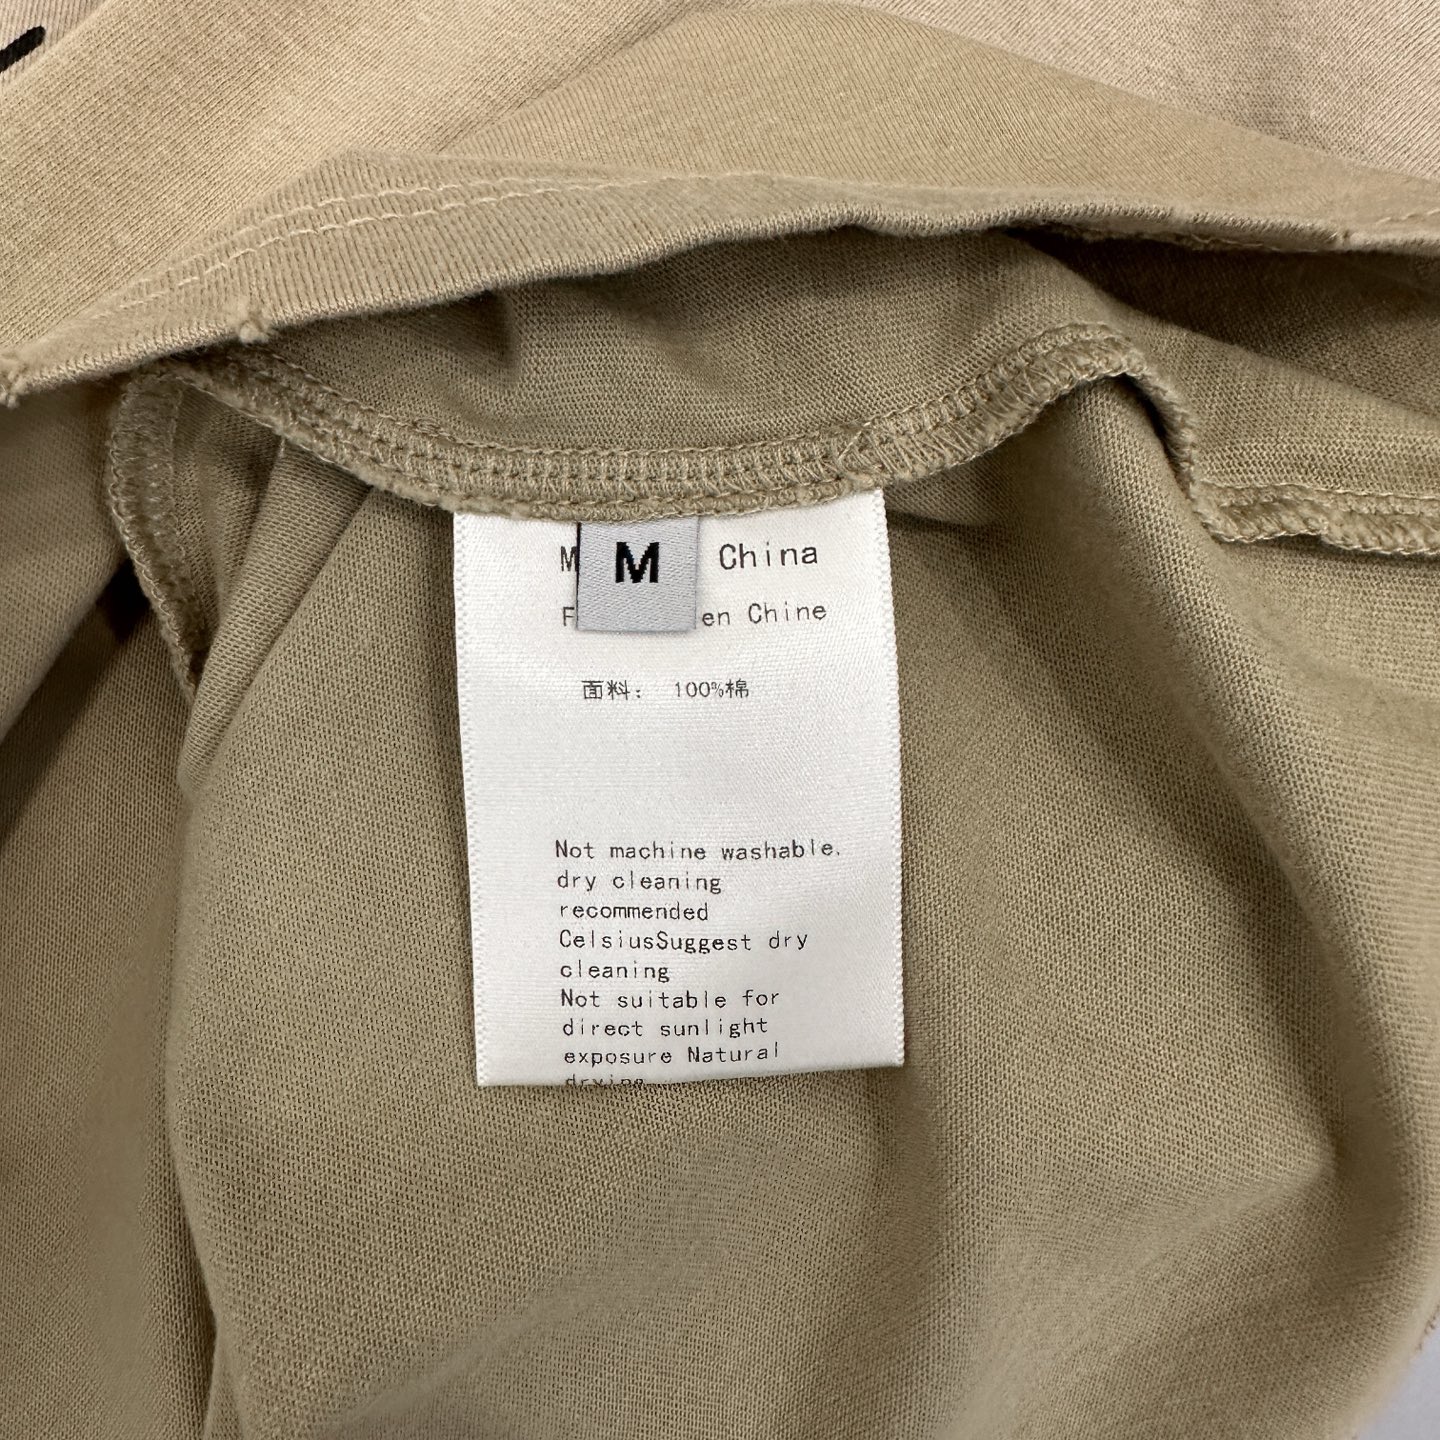 M
China
en Chine
面料： 100%棉
Not machine washable.
dry cleaning
recommended
CelsiusSuggest dry
cleaning
Not suitable for
direct sunlight
exposure Natural